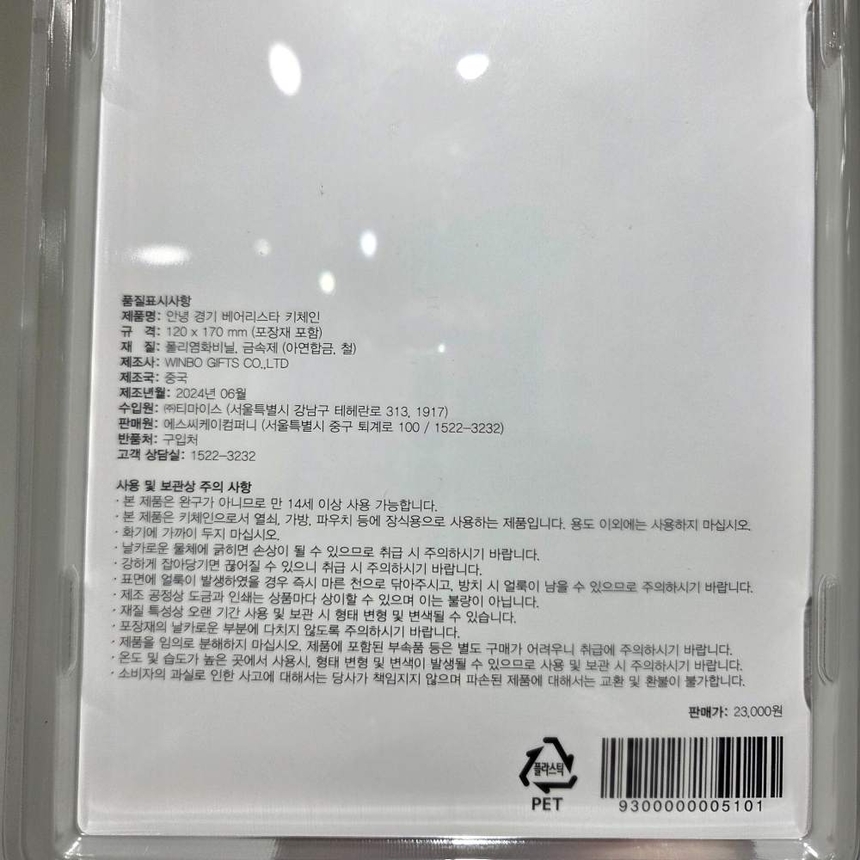 품질표시사항
제품명: 안녕 경기 베어리스타 키체인
규 격: 120 x 170 mm (포장재 포함)
재 질: 폴리염화비닐, 금속제 (아연합금, 철)
제조사: WINBO GIFTS CO.,LTD
제조국: 중국
제조년월: 2024년 06월
수입원: ㈜티마이스 (서울특별시 강남구 테헤란로 313, 1917)
판매원: 에스씨케이컴퍼니 (서울특별시 중구 퇴계로 100 / 1522-3232)
반품처: 구입처
고객 상담실: 1522-3232
사용 및 보관상 주의 사항
· 본 제품은 완구가 아니므로 만 14세 이상 사용 가능합니다.
· 본 제품은 키체인으로서 열쇠, 가방, 파우치 등에 장식용으로 사용하는 제품입니다. 용도 이외에는 사용하지 마십시오.
· 화기에 가까이 두지 마십시오.
· 날카로운 물체에 긁히면 손상이 될 수 있으므로 취급 시 주의하시기 바랍니다.
· 강하게 잡아당기면 끊어질 수 있으니 취급 시 주의하시기 바랍니다.
· 표면에 얼룩이 발생하였을 경우 즉시 마른 천으로 닦아주시고, 방치 시 얼룩이 남을 수 있으므로 주의하시기 바랍니다.
· 제조 공정상 도금과 인쇄는 상품마다 상이할 수 있으며 이는 불량이 아닙니다.
· 재질 특성상 오랜 기간 사용 및 보관 시 형태 변형 및 변색될 수 있습니다.
· 포장재의 날카로운 부분에 다치지 않도록 주의하시기 바랍니다.
· 제품을 임의로 분해하지 마십시오. 제품에 포함된 부속품 등은 별도 구매가 어려우니 취급에 주의하시기 바랍니다.
· 온도 및 습도가 높은 곳에서 사용시, 형태 변형 및 변색이 발생될 수 있으므로 사용 및 보관 시 주의하시기 바랍니다.
· 소비자의 과실로 인한 사고에 대해서는 당사가 책임지지 않으며 파손된 제품에 대해서는 교환 및 환불이 불가합니다.
판매가: 23,000원
플라스틱
PET
9300000005101